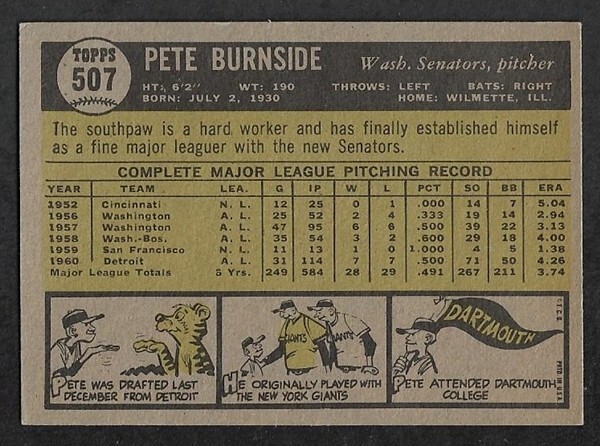 TOPPS
507
PETE BURNSIDE
Wash. Senators, pitcher
HT: 6'2" WT: 190 THROWS: LEFT BATS: RIGHT
BORN: JULY 2, 1930 HOME: WILMETTE, ILL.
The southpaw is a hard worker and has finally established himself
as a fine major leaguer with the new Senators.
COMPLETE MAJOR LEAGUE PITCHING RECORD
YEAR TEAM LEA. G IP W L PCT SO BB ERA
1952 Cincinnati N. L. 12 25 0 1 .000 14 7 5.04
1956 Washington A. L. 25 52 2 4 .333 19 14 2.94
1957 Washington A. L. 47 95 6 6 .500 39 22 3.13
1958 Wash.-Bos. A. L. 35 54 3 2 .600 29 18 4.00
1959 San Francisco N. L. 11 13 0 0 1.000 4 5 1.38
1960 Detroit A. L. 31 114 7 7 .500 71 50 4.26
Major League Totals 6 Yrs. 249 584 28 29 .491 267 211 3.74
GIANTS
GIANTS
DARTMOUTH
PETE WAS DRAFTED LAST
DECEMBER FROM DETROIT
HE ORIGINALLY PLAYED WITH
THE NEW YORK GIANTS
PETE ATTENDED DARTMOUTH
COLLEGE
©T.C.G. PRTD. IN U.S.A.